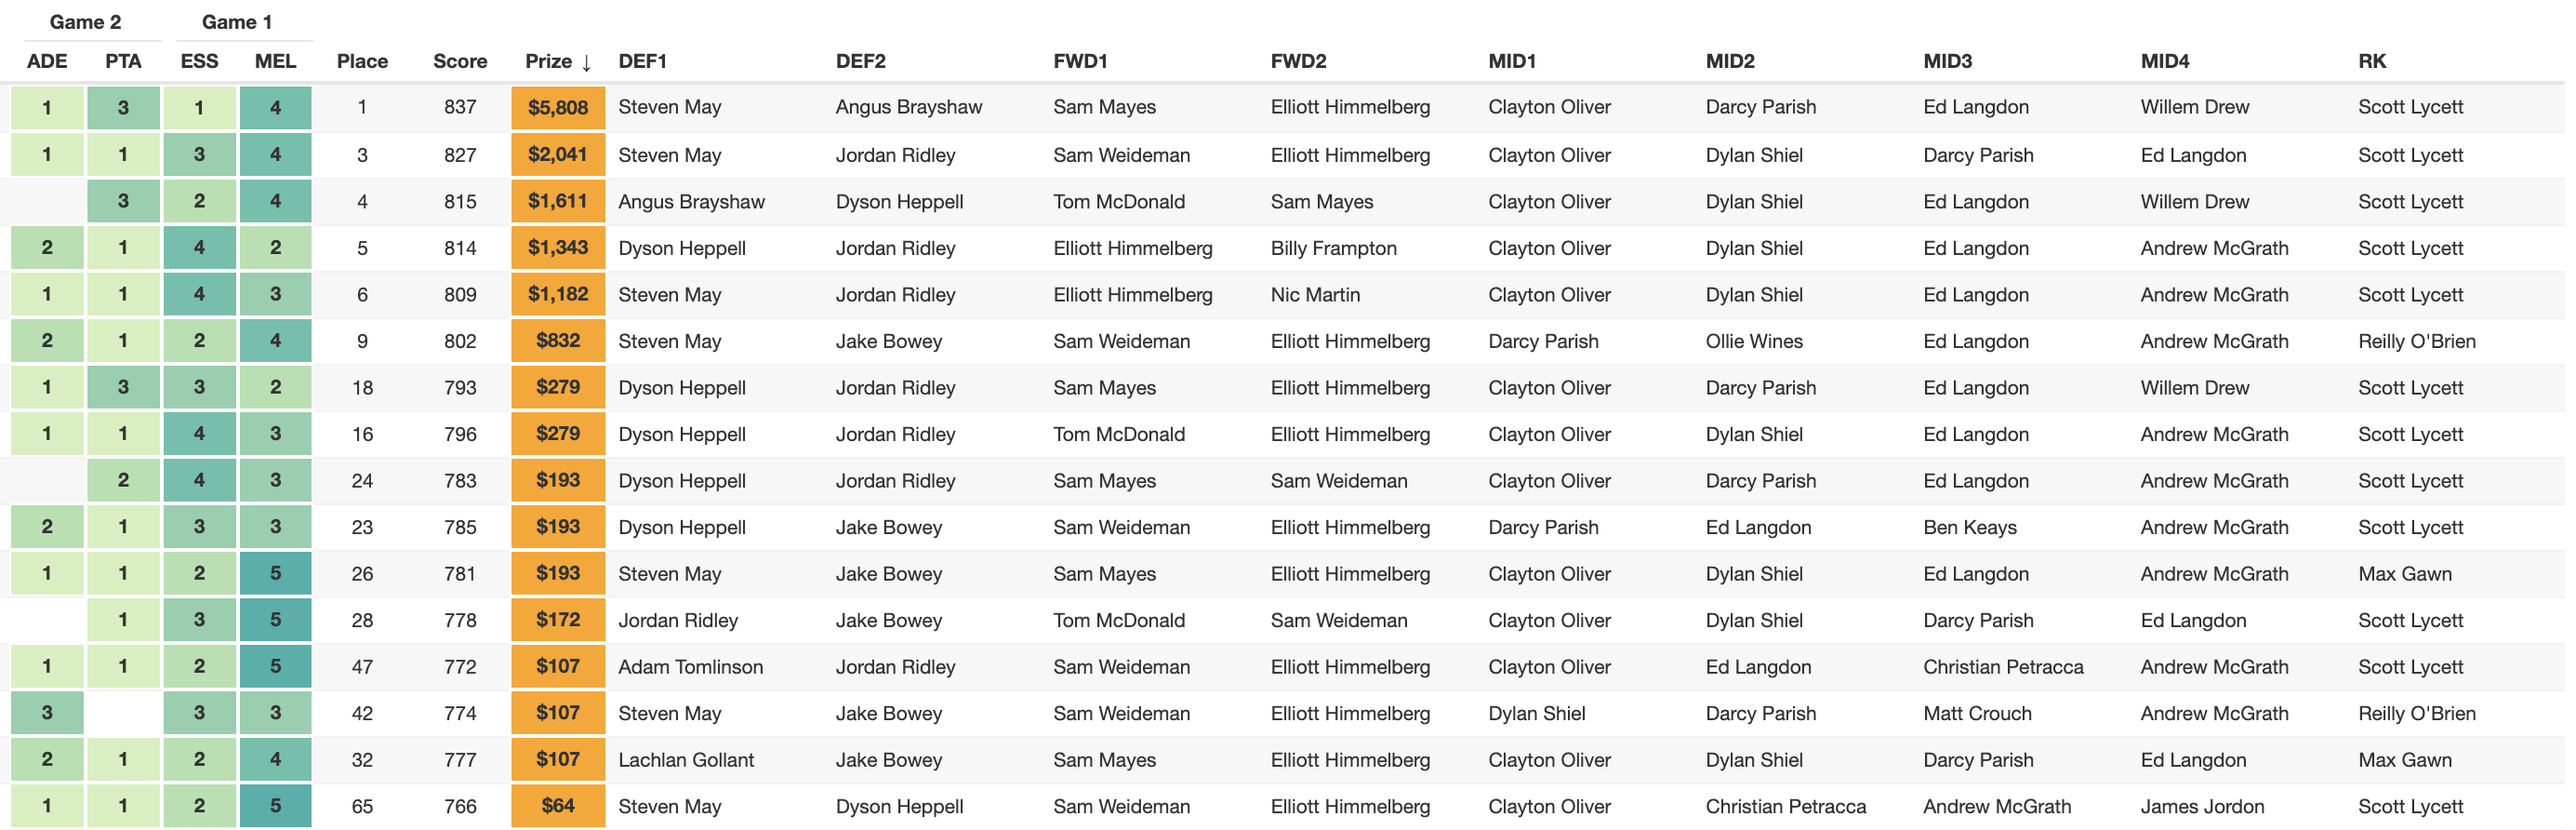 Game 2 Game 1
ADE PTA ESS MEL Place Score Prize ↓ DEF1 DEF2 FWD1 FWD2 MID1 MID2 MID3 MID4 RK
1 3 1 4 1 837 $5,808 Steven May Angus Brayshaw Sam Mayes Elliott Himmelberg Clayton Oliver Darcy Parish Ed Langdon Willem Drew Scott Lycett
1 1 3 4 3 827 $2,041 Steven May Jordan Ridley Sam Weideman Elliott Himmelberg Clayton Oliver Dylan Shiel Darcy Parish Ed Langdon Scott Lycett
3 2 4 4 815 $1,611 Angus Brayshaw Dyson Heppell Tom McDonald Sam Mayes Clayton Oliver Dylan Shiel Ed Langdon Willem Drew Scott Lycett
2 1 4 2 5 814 $1,343 Dyson Heppell Jordan Ridley Elliott Himmelberg Billy Frampton Clayton Oliver Dylan Shiel Ed Langdon Andrew McGrath Scott Lycett
1 1 4 3 6 809 $1,182 Steven May Jordan Ridley Elliott Himmelberg Nic Martin Clayton Oliver Dylan Shiel Ed Langdon Andrew McGrath Scott Lycett
2 1 2 4 9 802 $832 Steven May Jake Bowey Sam Weideman Elliott Himmelberg Darcy Parish Ollie Wines Ed Langdon Andrew McGrath Reilly O'Brien
1 3 3 2 18 793 $279 Dyson Heppell Jordan Ridley Sam Mayes Elliott Himmelberg Clayton Oliver Darcy Parish Ed Langdon Willem Drew Scott Lycett
1 1 4 3 16 796 $279 Dyson Heppell Jordan Ridley Tom McDonald Elliott Himmelberg Clayton Oliver Dylan Shiel Ed Langdon Andrew McGrath Scott Lycett
2 4 3 24 783 $193 Dyson Heppell Jordan Ridley Sam Mayes Sam Weideman Clayton Oliver Darcy Parish Ed Langdon Andrew McGrath Scott Lycett
2 1 3 3 23 785 $193 Dyson Heppell Jake Bowey Sam Weideman Elliott Himmelberg Darcy Parish Ed Langdon Ben Keays Andrew McGrath Scott Lycett
1 1 2 5 26 781 $193 Steven May Jake Bowey Sam Mayes Elliott Himmelberg Clayton Oliver Dylan Shiel Ed Langdon Andrew McGrath Max Gawn
1 3 5 28 778 $172 Jordan Ridley Jake Bowey Tom McDonald Sam Weideman Clayton Oliver Dylan Shiel Darcy Parish Ed Langdon Scott Lycett
1 1 2 5 47 772 $107 Adam Tomlinson Jordan Ridley Sam Weideman Elliott Himmelberg Clayton Oliver Ed Langdon Christian Petracca Andrew McGrath Scott Lycett
3 3 3 42 774 $107 Steven May Jake Bowey Sam Weideman Elliott Himmelberg Dylan Shiel Darcy Parish Matt Crouch Andrew McGrath Reilly O'Brien
2 1 2 4 32 777 $107 Lachlan Gollant Jake Bowey Sam Mayes Elliott Himmelberg Clayton Oliver Dylan Shiel Darcy Parish Ed Langdon Max Gawn
1 1 2 5 65 766 $64 Steven May Dyson Heppell Sam Weideman Elliott Himmelberg Clayton Oliver Christian Petracca Andrew McGrath James Jordon Scott Lycett